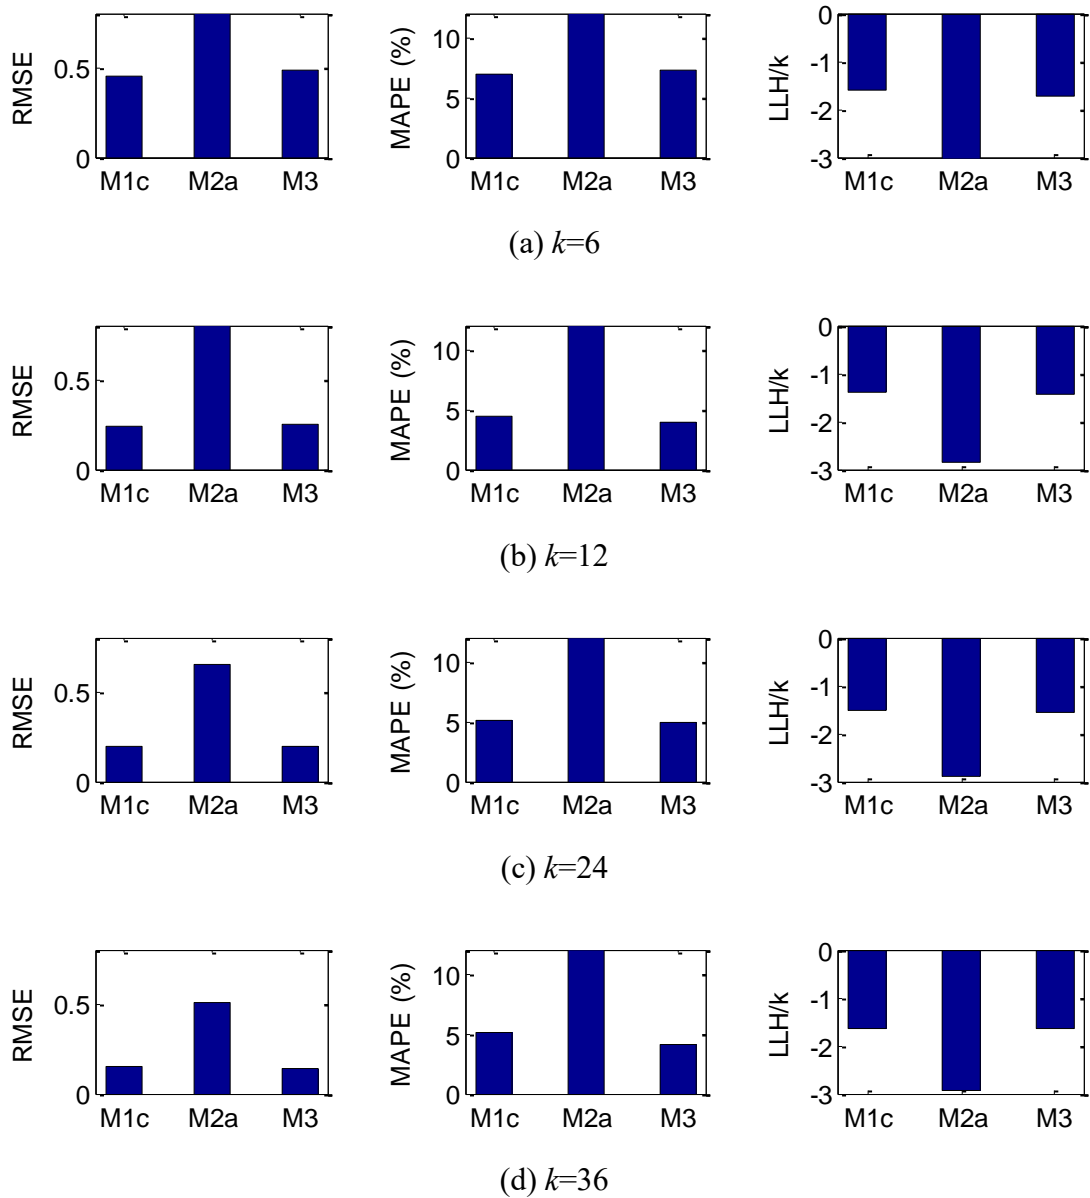 RMSE
0.5
0
M1c M2a M3
MAPE (%)
10
5
0
M1c M2a M3
LLH/k
0
-1
-2
-3
M1c M2a M3
(a) k=6
RMSE
0.5
0
M1c M2a M3
MAPE (%)
10
5
0
M1c M2a M3
LLH/k
0
-1
-2
-3
M1c M2a M3
(b) k=12
RMSE
0.5
0
M1c M2a M3
MAPE (%)
10
5
0
M1c M2a M3
LLH/k
0
-1
-2
-3
M1c M2a M3
(c) k=24
RMSE
0.5
0
M1c M2a M3
MAPE (%)
10
5
0
M1c M2a M3
LLH/k
0
-1
-2
-3
M1c M2a M3
(d) k=36